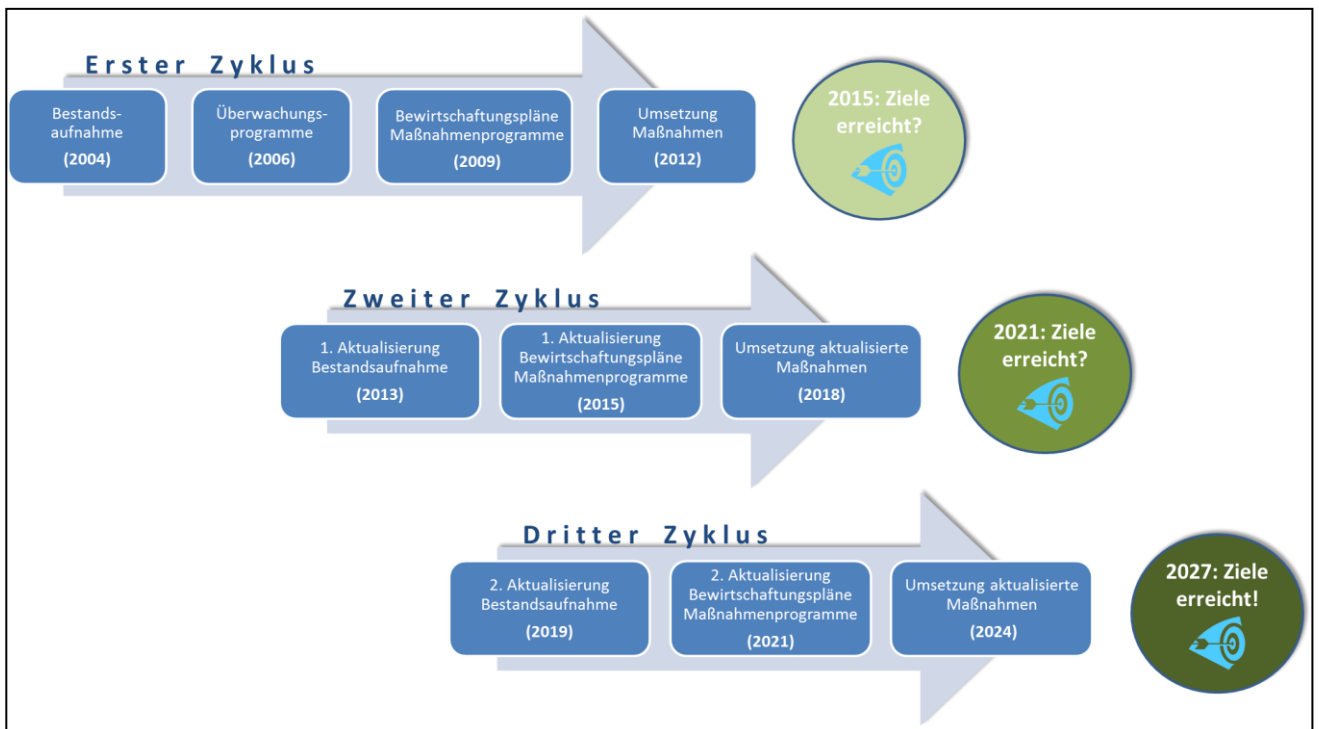 Erster Zyklus
Bestands-
aufnahme
(2004)
Überwachungs-
programme
(2006)
Bewirtschaftungspläne
Maßnahmenprogramme
(2009)
Umsetzung
Maßnahmen
(2012)
2015: Ziele
erreicht?
Zweiter Zyklus
1. Aktualisierung
Bestandsaufnahme
(2013)
1. Aktualisierung
Bewirtschaftungspläne
Maßnahmenprogramme
(2015)
Umsetzung aktualisierte
Maßnahmen
(2018)
2021: Ziele
erreicht?
Dritter Zyklus
2. Aktualisierung
Bestandsaufnahme
(2019)
2. Aktualisierung
Bewirtschaftungspläne
Maßnahmenprogramme
(2021)
Umsetzung aktualisierte
Maßnahmen
(2024)
2027: Ziele
erreicht!